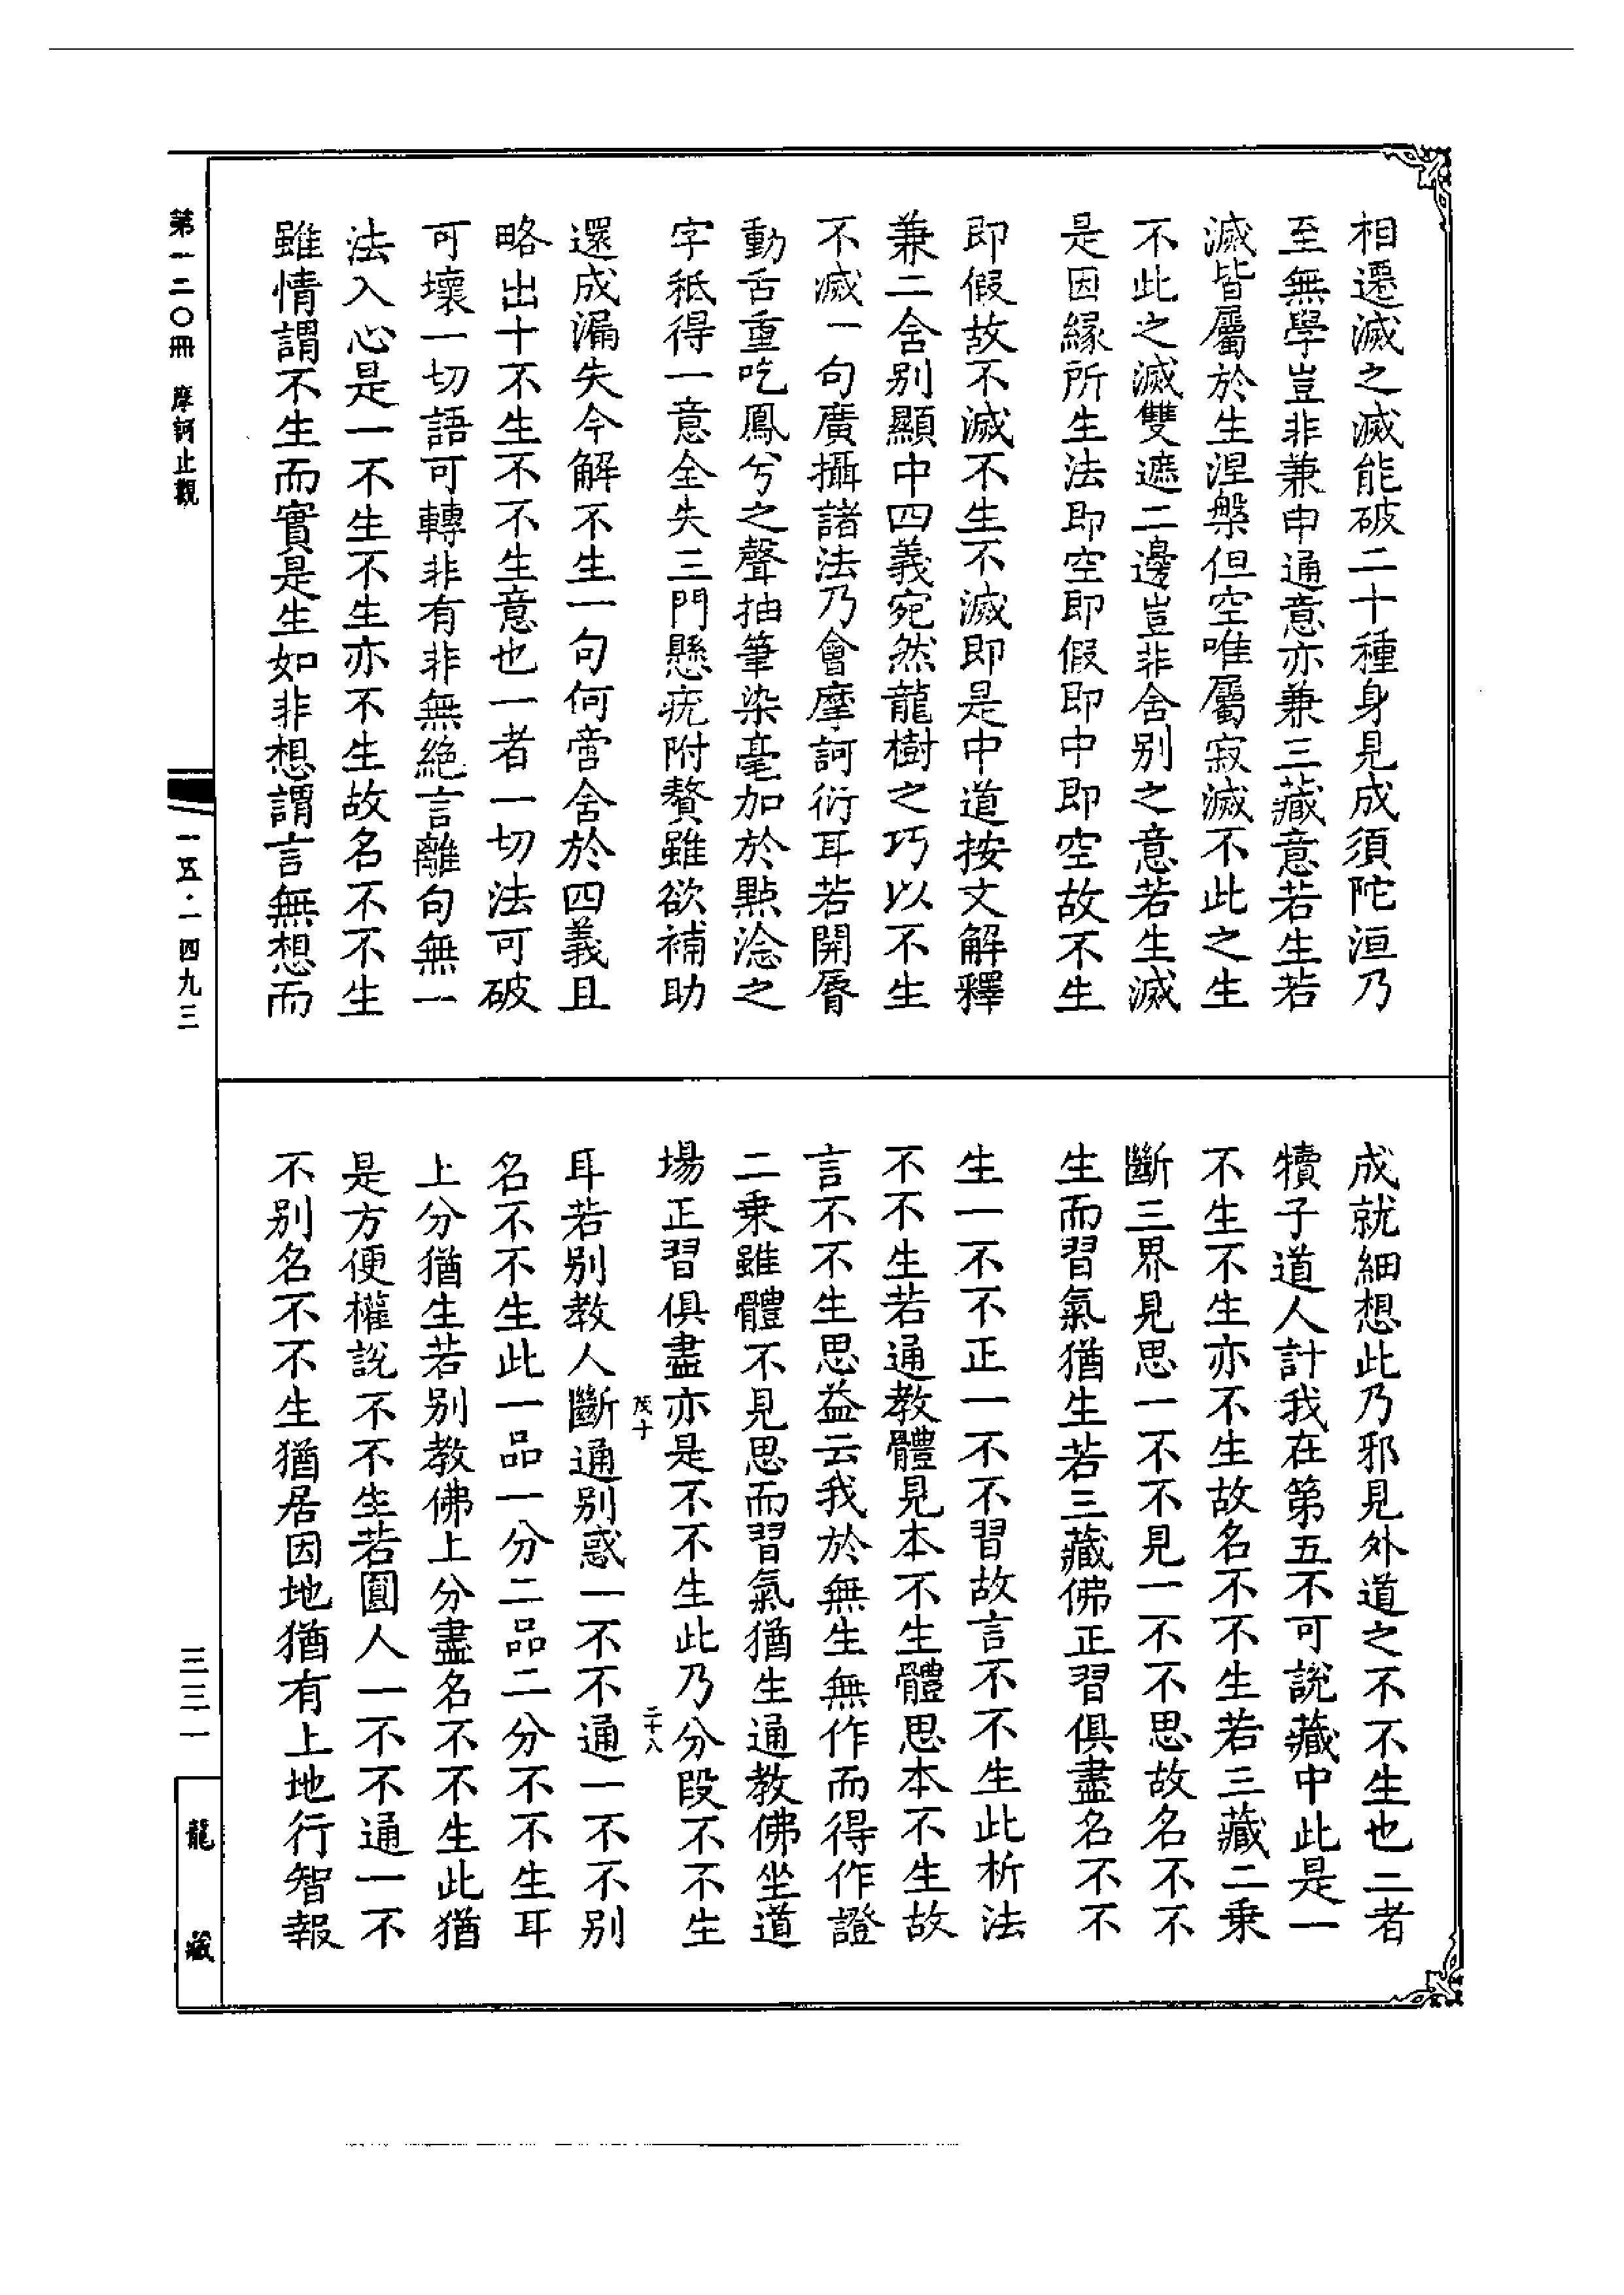 相遷滅之滅能破二十種身見成須陀洹乃
至無學豈非兼申通意亦兼三藏意若生若
滅皆屬於生涅槃但空唯屬寂滅不此之生
不此之滅雙遮二邊豈非舍別之意若生滅
是因緣所生法即空即假即中即空故不生
即假故不滅不生不滅即是中道按文解釋
兼二舍別顯中四義宛然龍樹之巧以不生
不滅一句廣攝諸法乃會摩訶衍耳若開脣
動舌重吃鳳兮之聲抽筆染毫加於點淰之
字秪得一意全失三門懸疣附贅雖欲補助
還成漏失今解不生一句何啻舍於四義且
略出十不生不不生意也一者一切法可破
可壞一切語可轉非有非無絕言離句無一
法入心是一不生不生亦不生故名不不生
雖情謂不生而實是生如非想謂言無想而
成就細想此乃邪見外道之不不生也二者
犢子道人計我在第五不可說藏中此是一
不生不生亦不生故名不不生若三藏二乘
斷三界見思一不不見一不不思故名不不
生而習氣猶生若三藏佛正習俱盡名不不
生一不不正一不不習故言不不生此析法
不不生若通教體見本不生體思本不生故
言不不生思益云我於無生無作而得作證
二乘雖體不見思而習氣猶生通教佛坐道
場正習俱盡亦是不不生此乃分段不不生
茂十
二十八
耳若別教人斷通別惑一不不通一不不別
名不不生此一品一分二品二分不不生耳
上分猶生若別教佛上分盡名不不生此猶
是方便權說不不生若圓人一不不通一不
不別名不不生猶居因地猶有上地行智報
第一二〇冊 摩訶止觀
一五·一四九三
三三一
龍藏